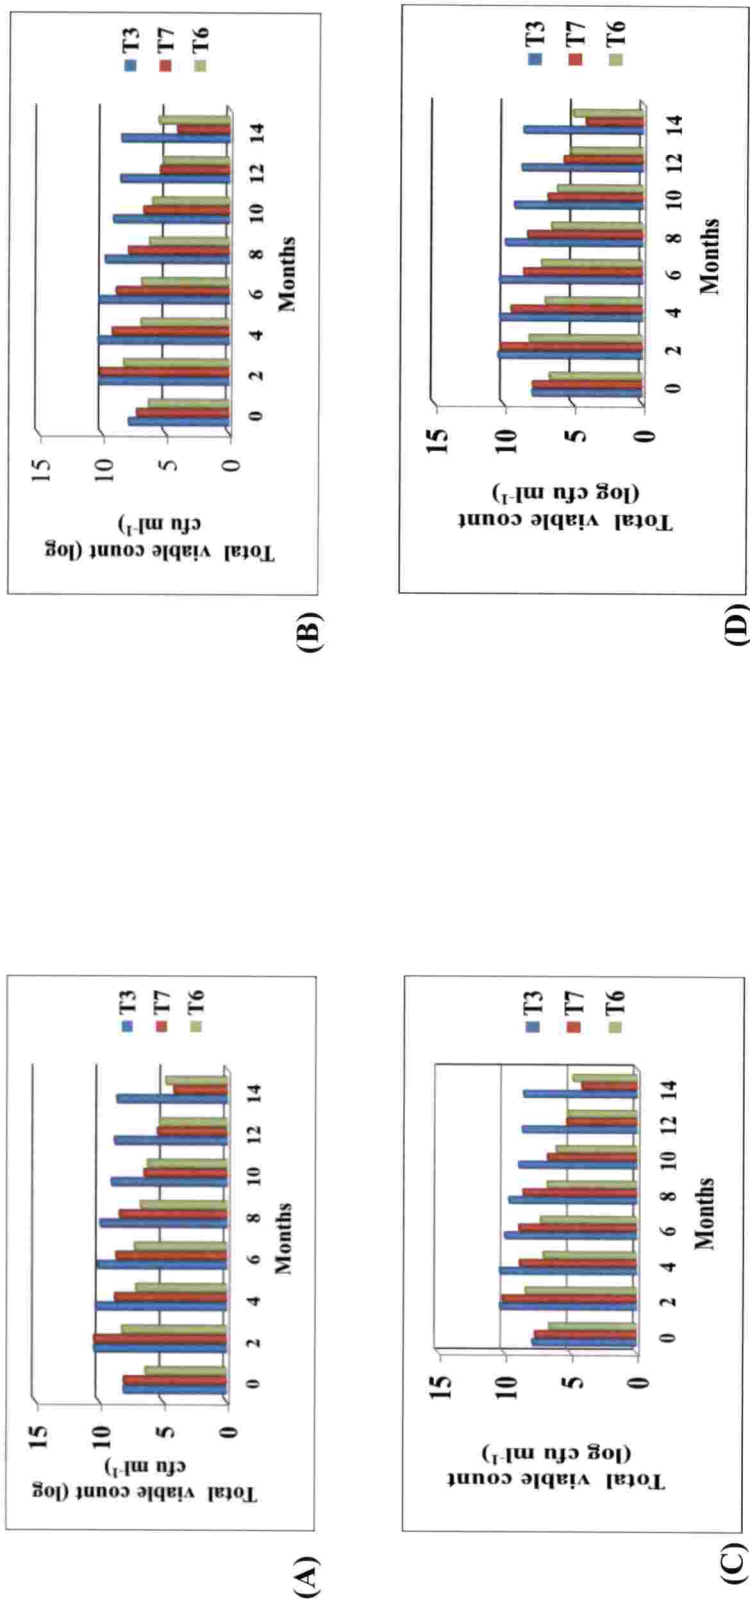 (A)
Total viable count (log
cfu ml-1)
15
10
5
0
0 2 4 6 8 10 12 14
Months
T3
T7
T6
(B)
Total viable count (log
cfu ml-1)
15
10
5
0
0 2 4 6 8 10 12 14
Months
T3
T7
T6
(C)
Total viable count
(log cfu ml-1)
15
10
5
0
0 2 4 6 8 10 12 14
Months
T3
T7
T6
(D)
Total viable count
(log cfu ml-1)
15
10
5
0
0 2 4 6 8 10 12 14
Months
T3
T7
T6